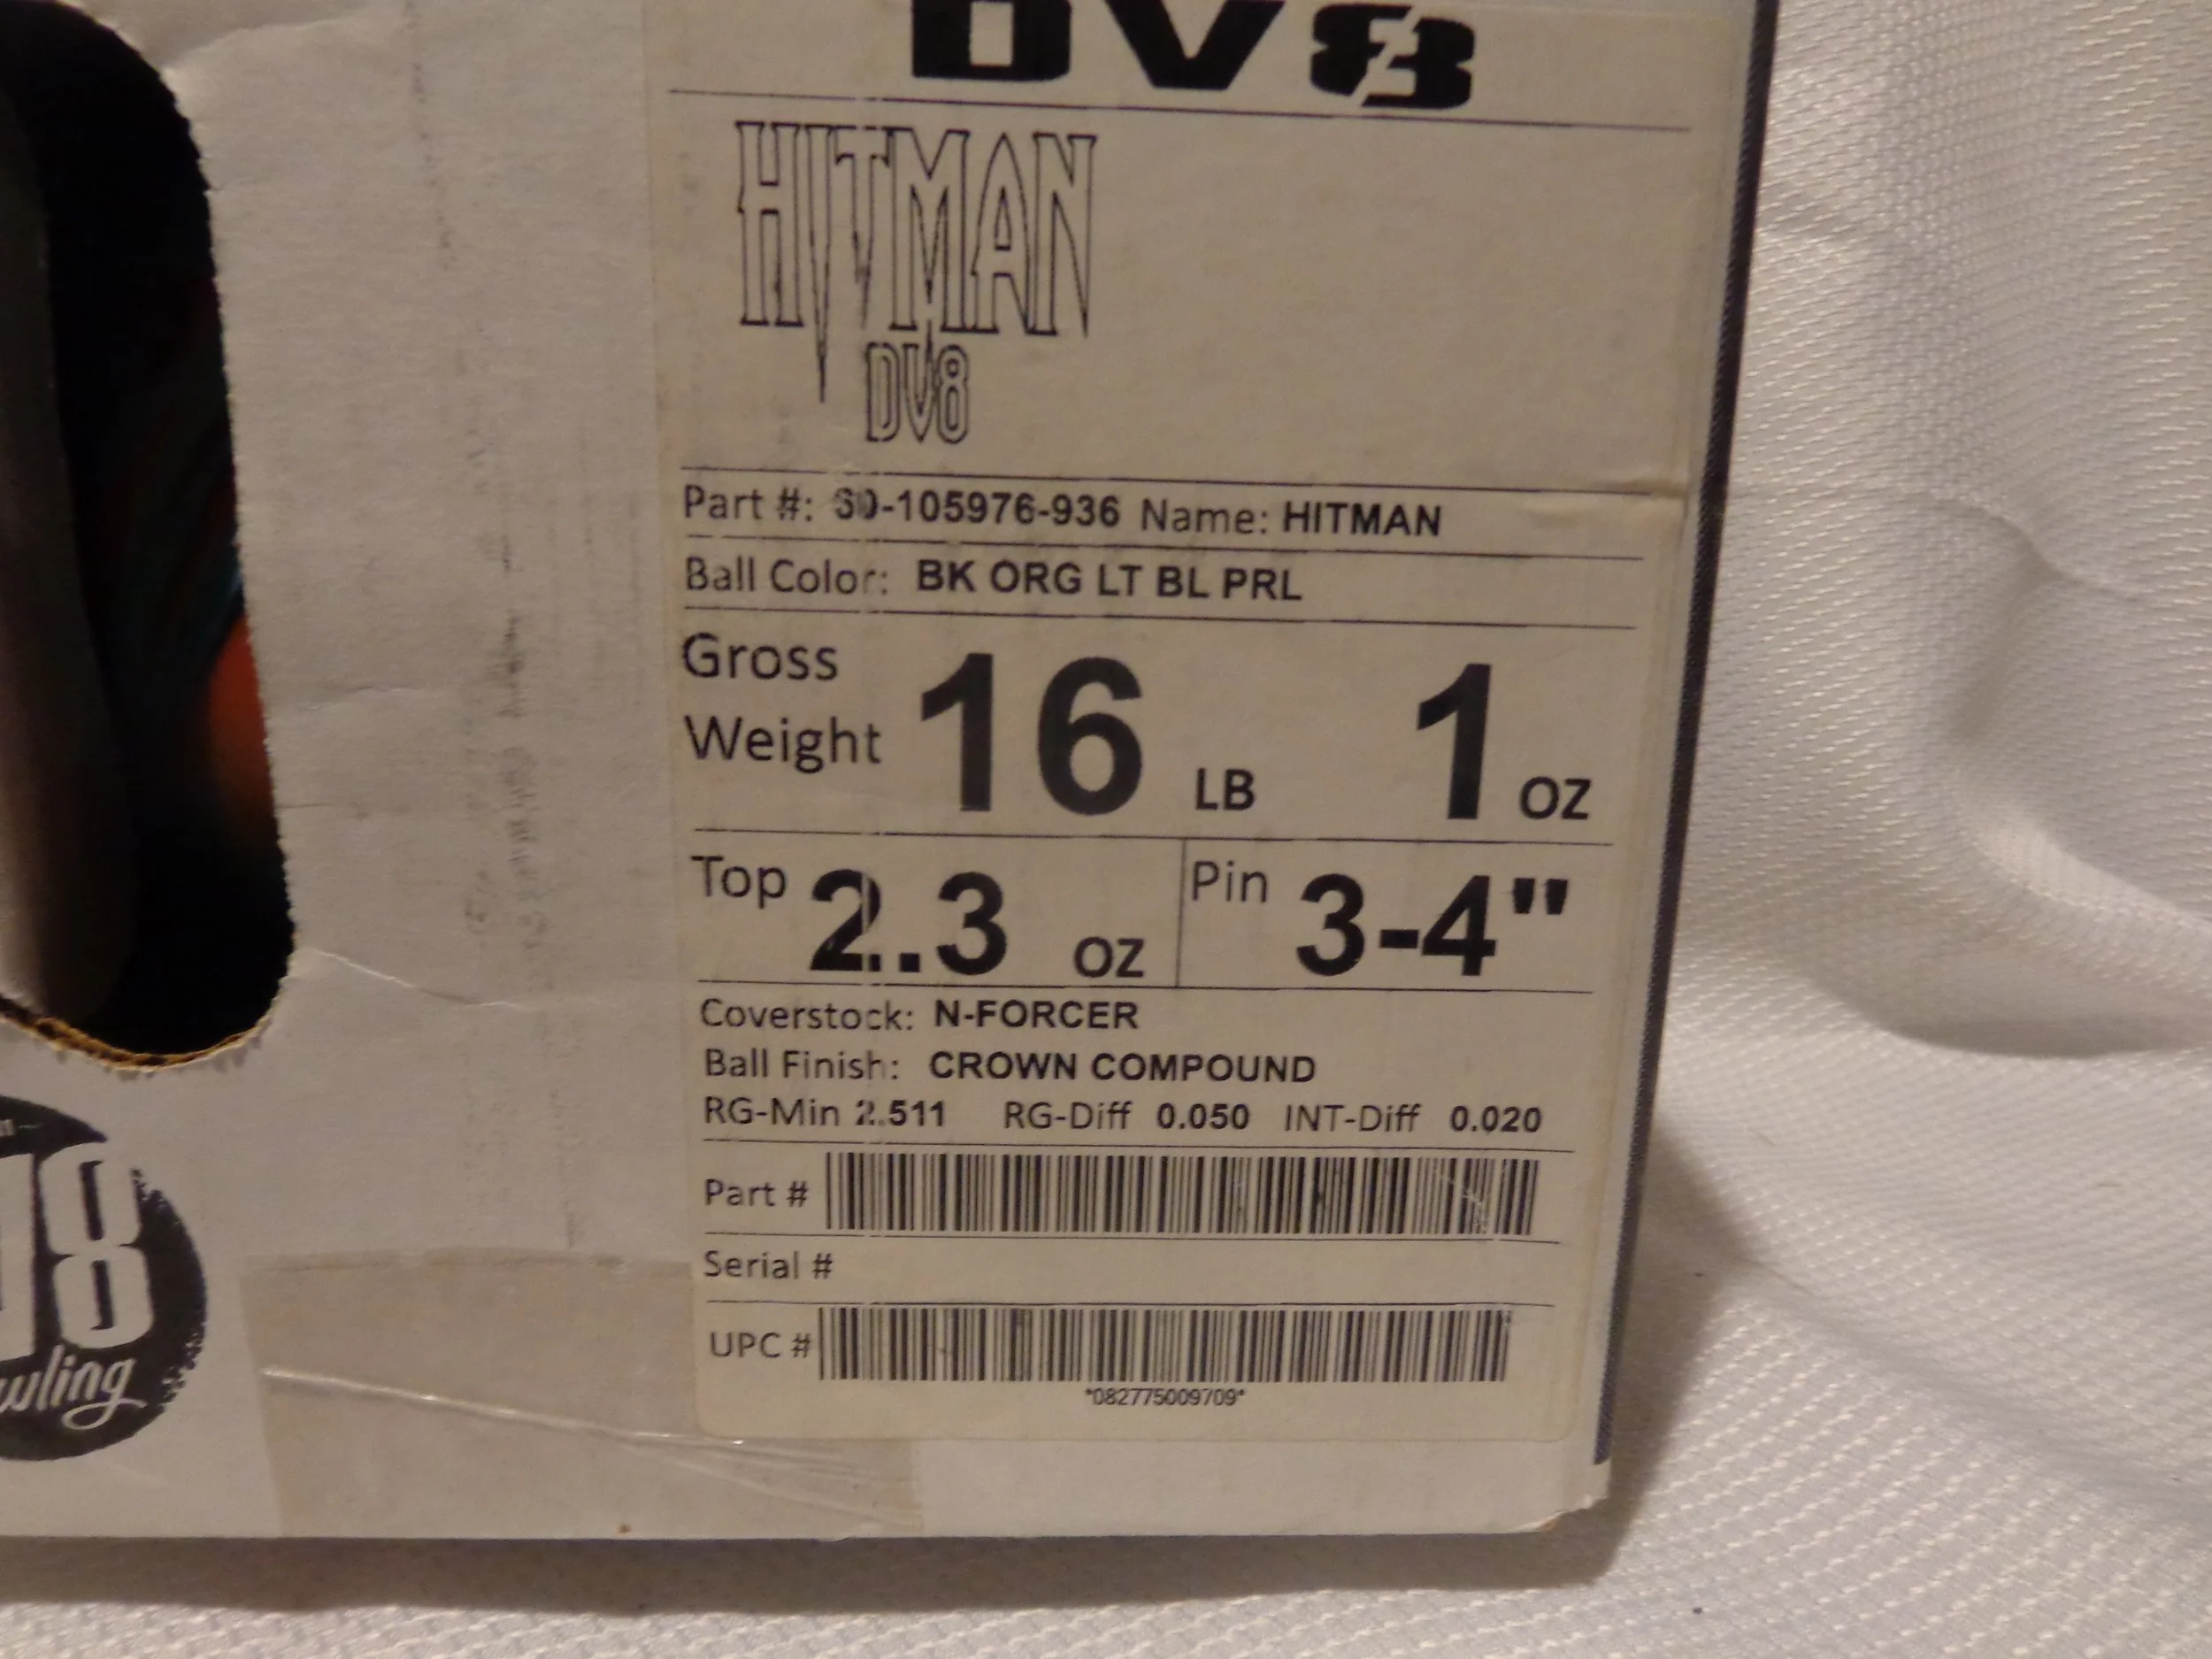 DV8
HITMAN
DV8
Part #: 60-105976-936 Name: HITMAN
Ball Color: BK ORG LT BL PRL
Gross Weight 16 LB 1 OZ
Top 2.3 OZ Pin 3-4"
Coverstock: N-FORCER
Ball Finish: CROWN COMPOUND
RG-Min 2.511 RG-Diff 0.050 INT-Diff 0.020
Part #
Serial #
UPC #
*082775009709*
8
wling